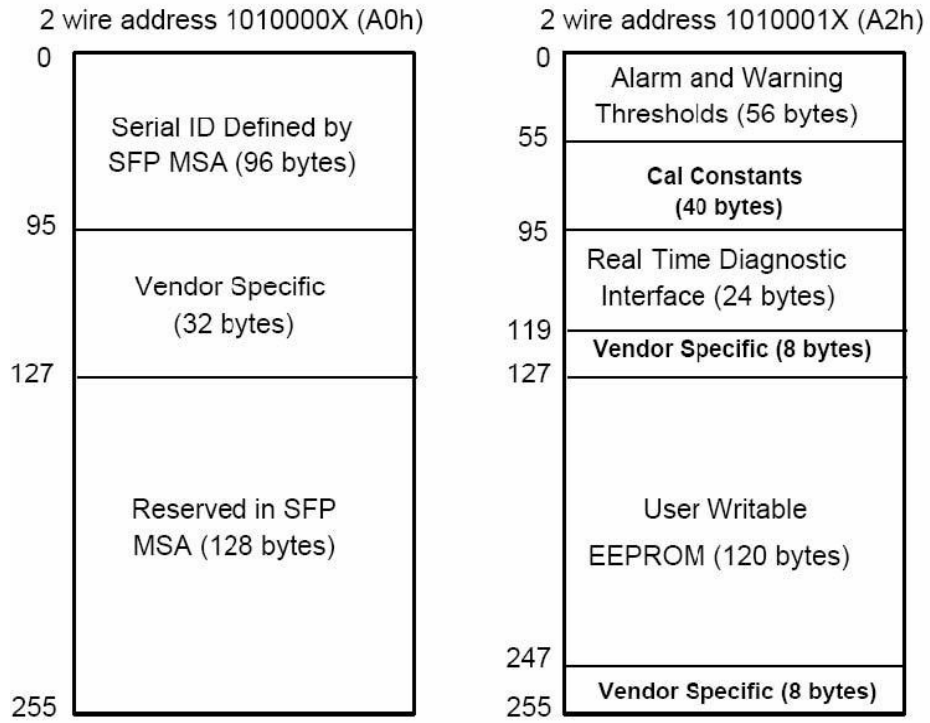 2 wire address 1010000X (A0h)
0
Serial ID Defined by
SFP MSA (96 bytes)
95
Vendor Specific
(32 bytes)
127
Reserved in SFP
MSA (128 bytes)
255
2 wire address 1010001X (A2h)
0
Alarm and Warning
Thresholds (56 bytes)
55
Cal Constants
(40 bytes)
95
Real Time Diagnostic
Interface (24 bytes)
119
Vendor Specific (8 bytes)
127
User Writable
EEPROM (120 bytes)
247
Vendor Specific (8 bytes)
255